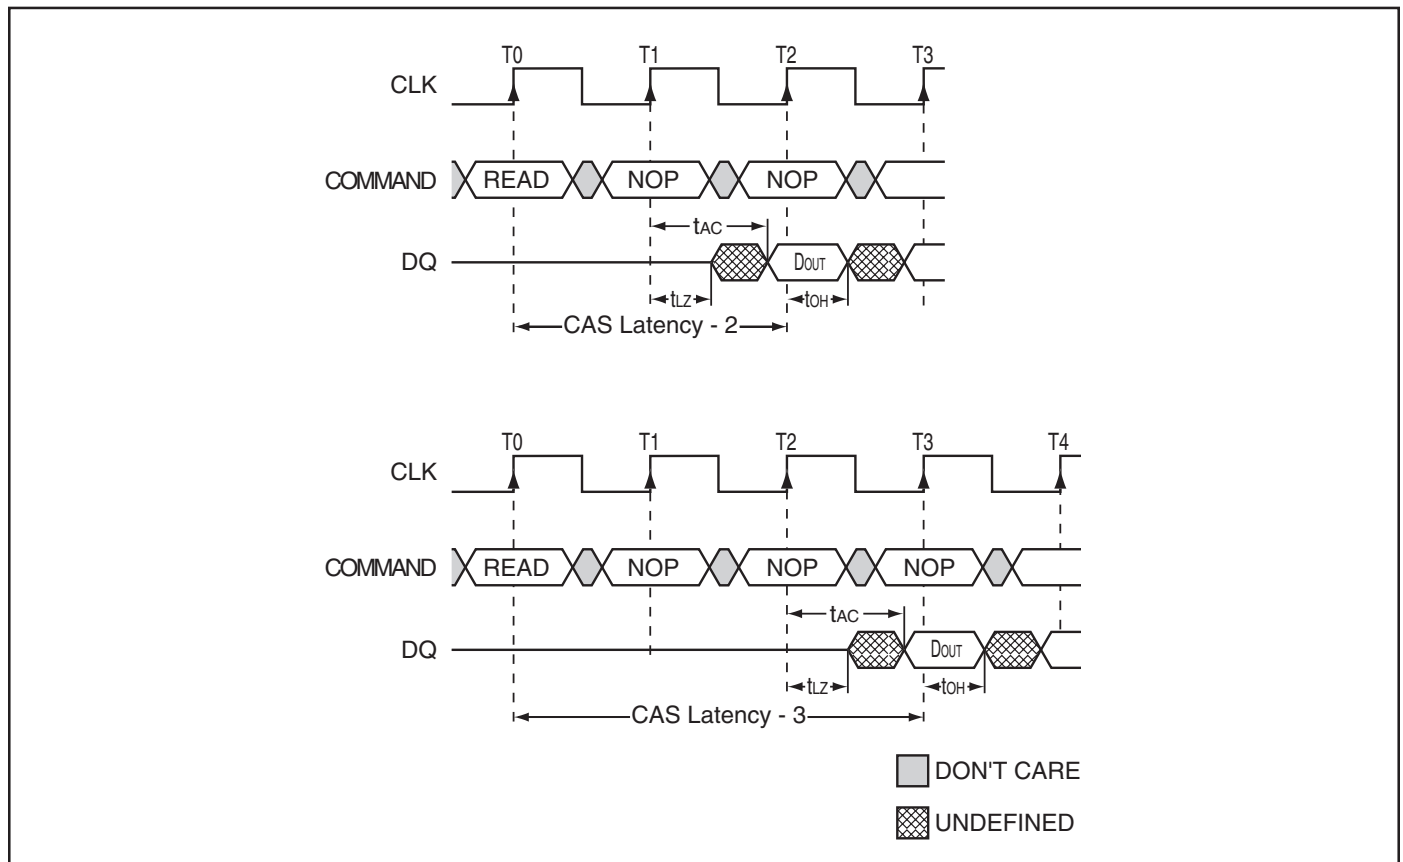 T0 T1 T2 T3
CLK
COMMAND READ NOP NOP
tAC
DQ DOUT
tLZ tOH
CAS Latency - 2
T0 T1 T2 T3 T4
CLK
COMMAND READ NOP NOP NOP
tAC
DQ DOUT
tLZ tOH
CAS Latency - 3
DON'T CARE
UNDEFINED